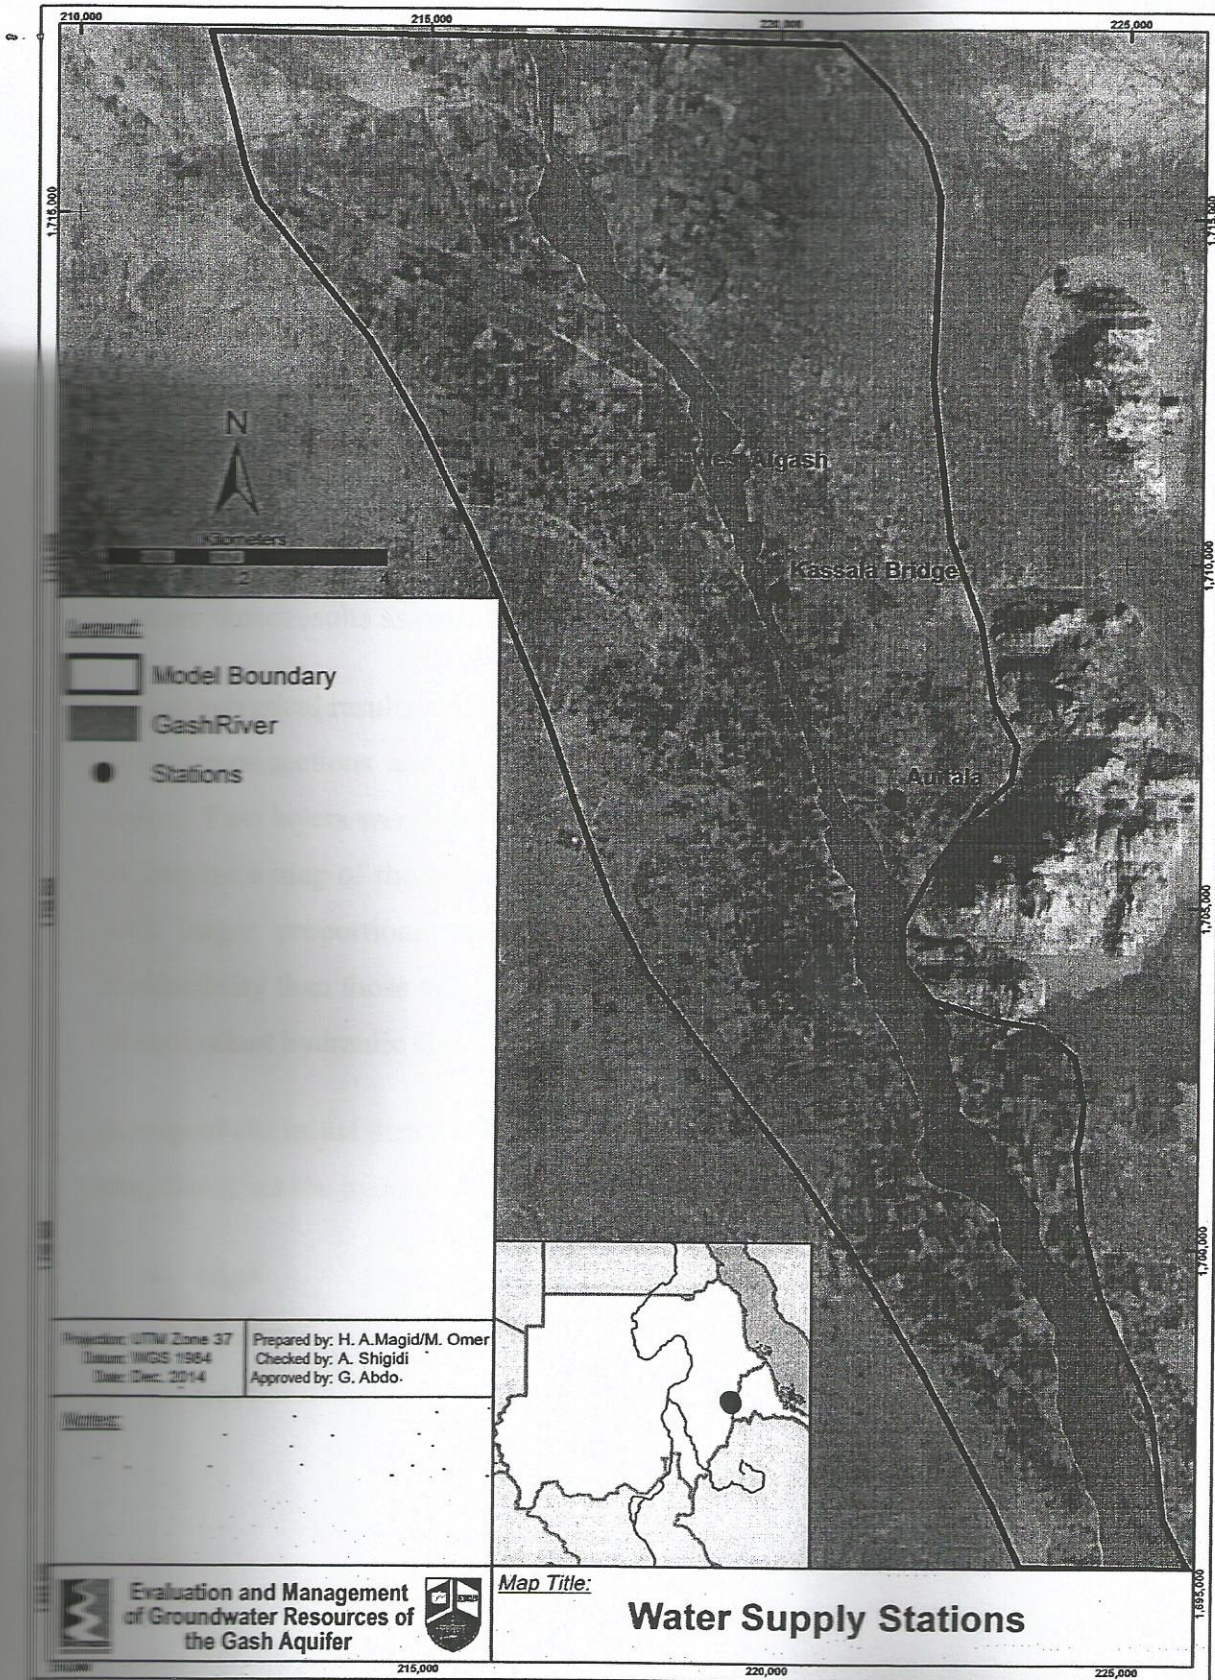 210,000
215,000
220,000
225,000
1,715,000
1,715,000
N
Algash
Kilometers
2
4
Kassala Bridge
1,710,000
Legend:
Model Boundary
GashRiver
Stations
1,705,000
1,700,000
Projection: UTM Zone 37
Datum: WGS 1984
Date: Dec. 2014
Prepared by: H. A.Magid/M. Omer
Checked by: A. Shigidi
Approved by: G. Abdo.
Notes:
Evaluation and Management
of Groundwater Resources of
the Gash Aquifer
Map Title:
Water Supply Stations
1,695,000
215,000
220,000
225,000